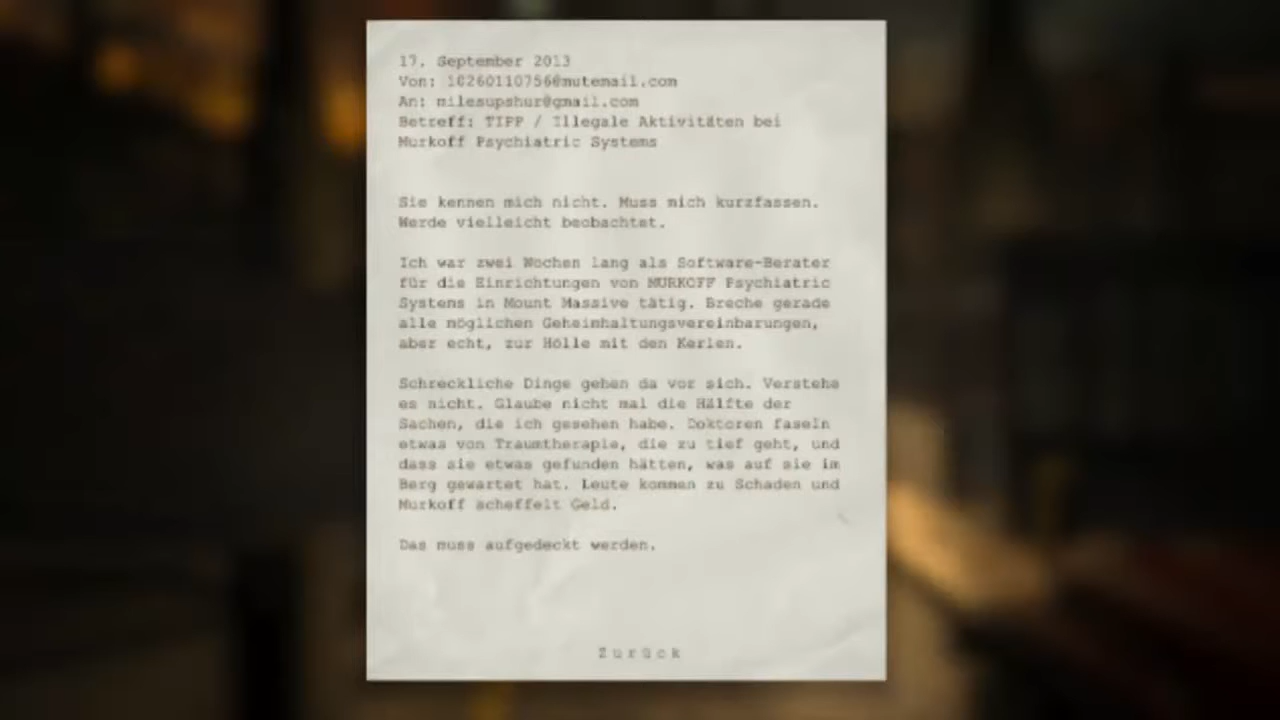 17. September 2013
Von: 10260110756@mutemail.com
An: milesupshur@gmail.com
Betreff: TIPP / Illegale Aktivitäten bei
Murkoff Psychiatric Systems
Sie kennen mich nicht. Muss mich kurzfassen.
Werde vielleicht beobachtet.
Ich war zwei Wochen lang als Software-Berater
für die Einrichtungen von MURKOFF Psychiatric
Systems in Mount Massive tätig. Breche gerade
alle möglichen Geheimhaltungsvereinbarungen,
aber echt, zur Hölle mit den Kerlen.
Schreckliche Dinge gehen da vor sich. Verstehe
es nicht. Glaube nicht mal die Hälfte der
Sachen, die ich gesehen habe. Doktoren faseln
etwas von Traumtherapie, die zu tief geht, und
dass sie etwas gefunden hätten, was auf sie im
Berg gewartet hat. Leute kommen zu Schaden und
Murkoff scheffelt Geld.
Das muss aufgedeckt werden.
Zurück